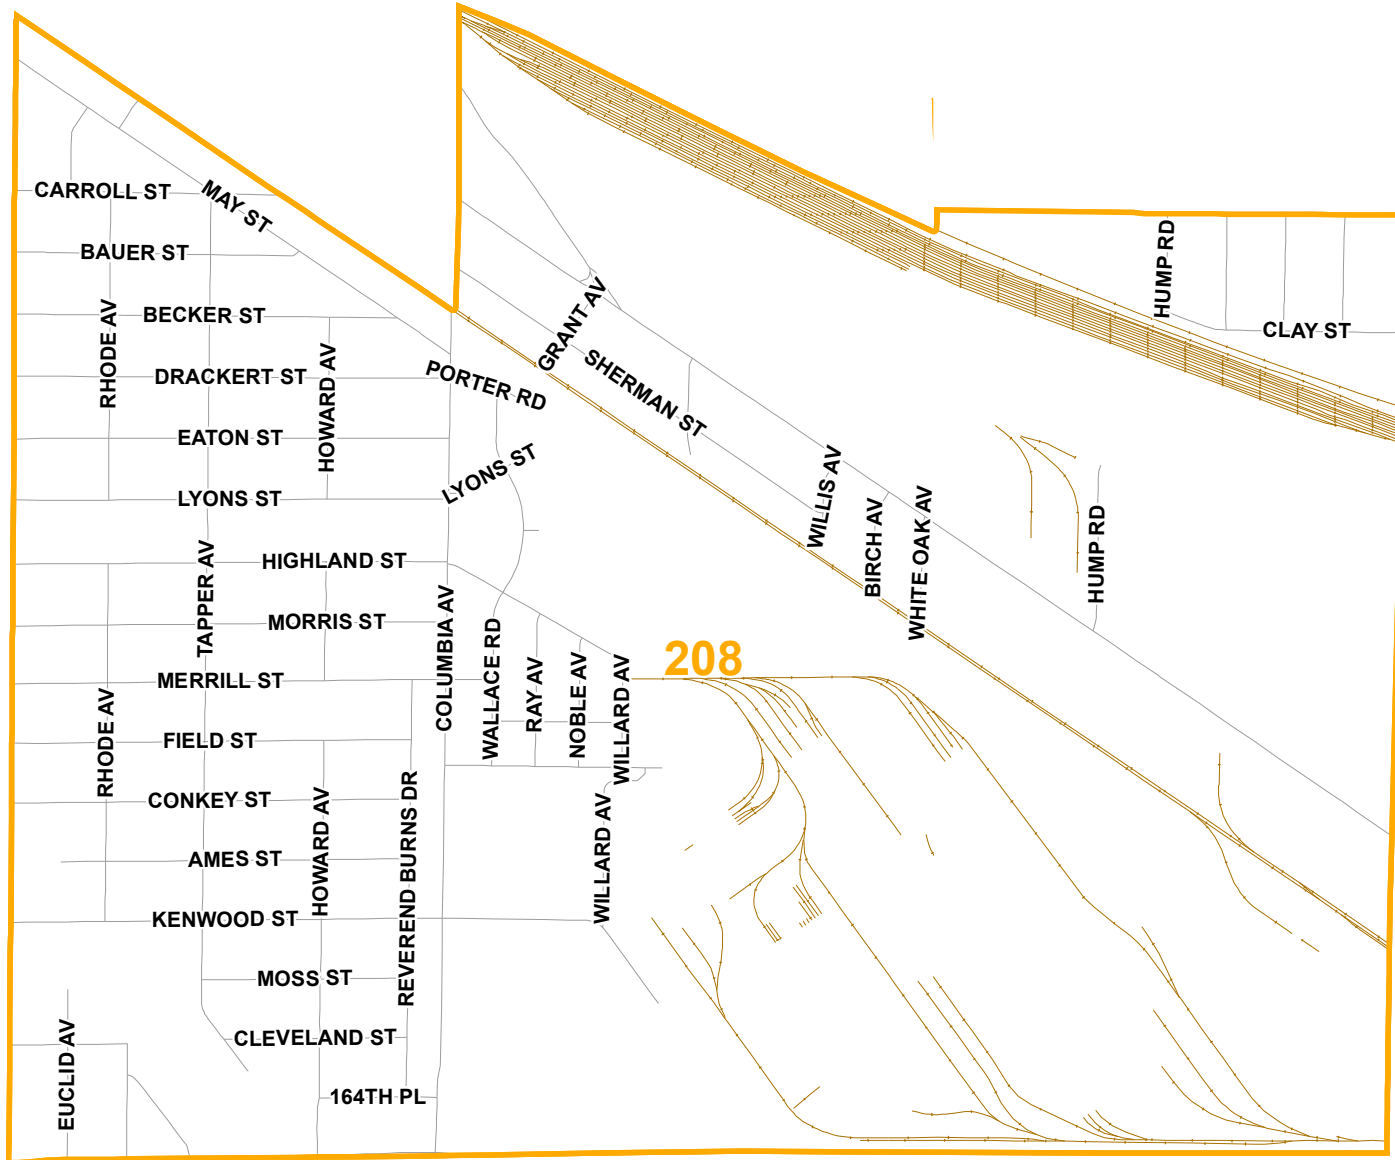 CARROLL ST
MAY ST
HUMP RD
BAUER ST
GRANT AV
BECKER ST
CLAY ST
RHODE AV
HOWARD AV
DRACKERT ST
PORTER RD
SHERMAN ST
EATON ST
LYONS ST
LYONS ST
WILLIS AV
BIRCH AV
WHITE OAK AV
HUMP RD
HIGHLAND ST
TAPPER AV
MORRIS ST
COLUMBIA AV
WALLACE RD
RAY AV
NOBLE AV
WILLARD AV
208
MERRILL ST
RHODE AV
FIELD ST
CONKEY ST
HOWARD AV
REVEREND BURNS DR
WILLARD AV
AMES ST
KENWOOD ST
MOSS ST
CLEVELAND ST
EUCLID AV
164TH PL